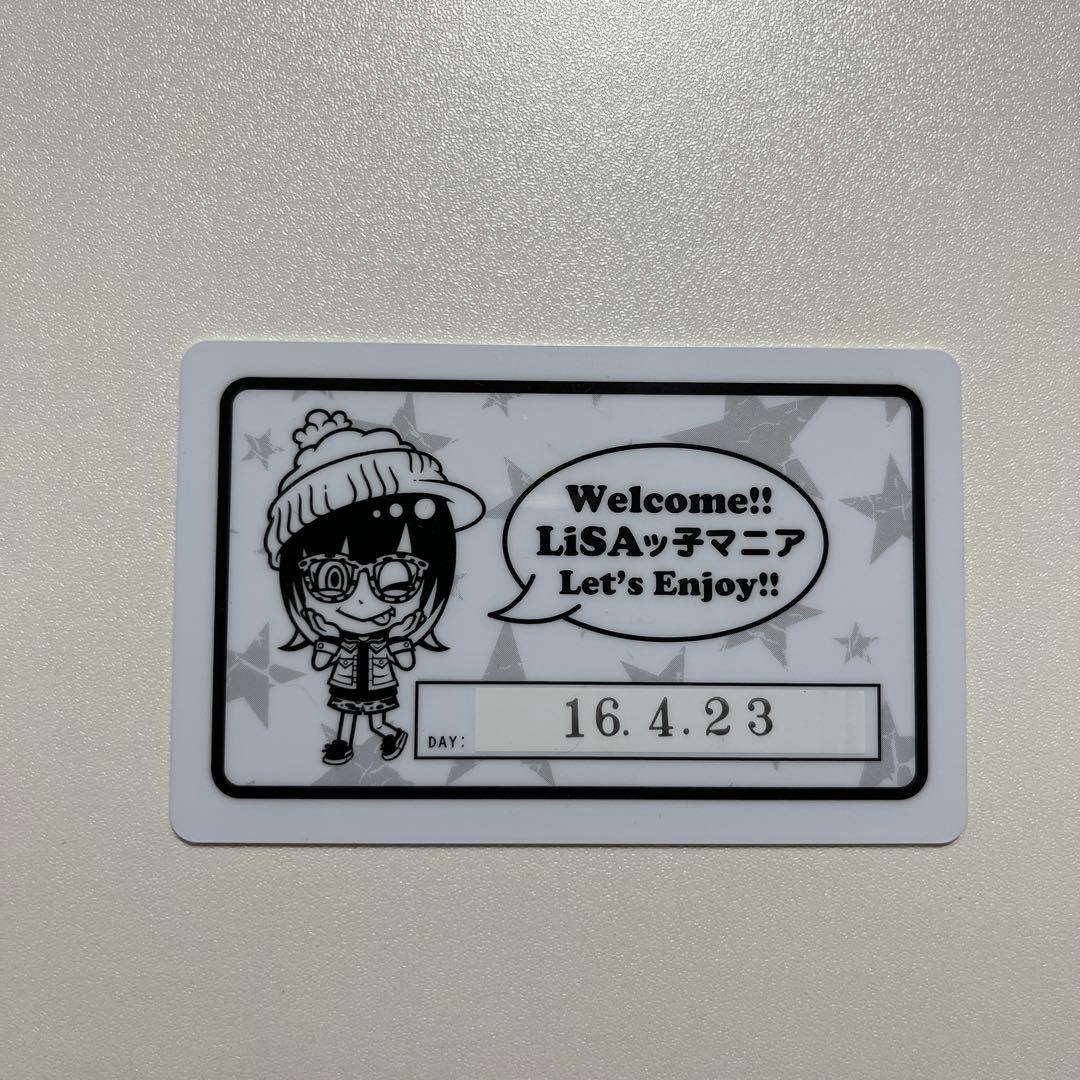 Welcome!!
LiSAッ子マニア
Let's Enjoy!!
DAY: 16.4.23